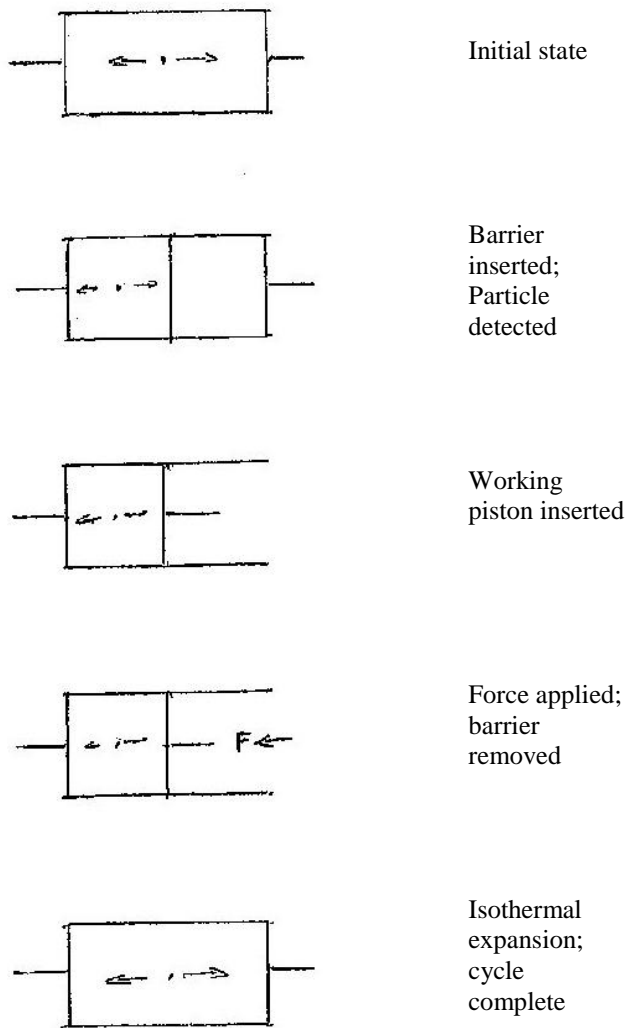 Initial state
Barrier
inserted;
Particle
detected
Working
piston inserted
Force applied;
barrier
removed
F
Isothermal
expansion;
cycle
complete